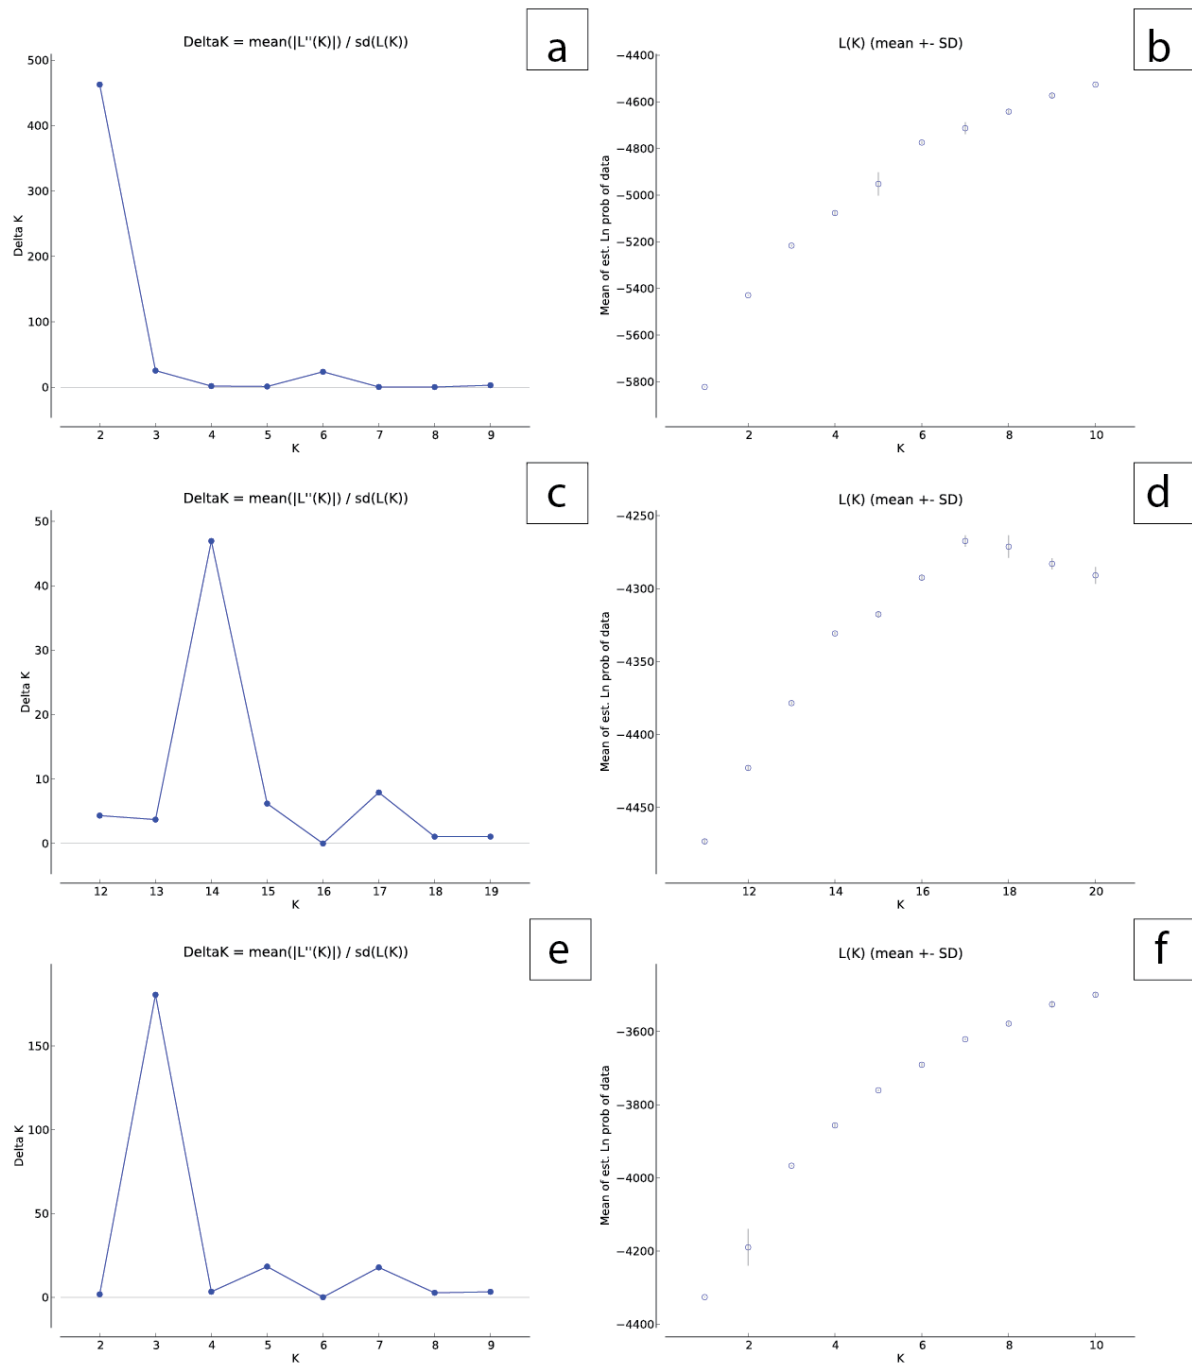 DeltaK = mean(|L''(K)|) / sd(L(K))
a
500
400
300
200
100
0
Delta K
2 3 4 5 6 7 8 9
K
L(K) (mean +- SD)
b
−4400
−4600
−4800
−5000
−5200
−5400
−5600
−5800
Mean of est. Ln prob of data
2 4 6 8 10
K
DeltaK = mean(|L''(K)|) / sd(L(K))
c
50
40
30
20
10
0
Delta K
12 13 14 15 16 17 18 19
K
L(K) (mean +- SD)
d
−4250
−4300
−4350
−4400
−4450
Mean of est. Ln prob of data
12 14 16 18 20
K
DeltaK = mean(|L''(K)|) / sd(L(K))
e
150
100
50
0
Delta K
2 3 4 5 6 7 8 9
K
L(K) (mean +- SD)
f
−3600
−3800
−4000
−4200
−4400
Mean of est. Ln prob of data
2 4 6 8 10
K